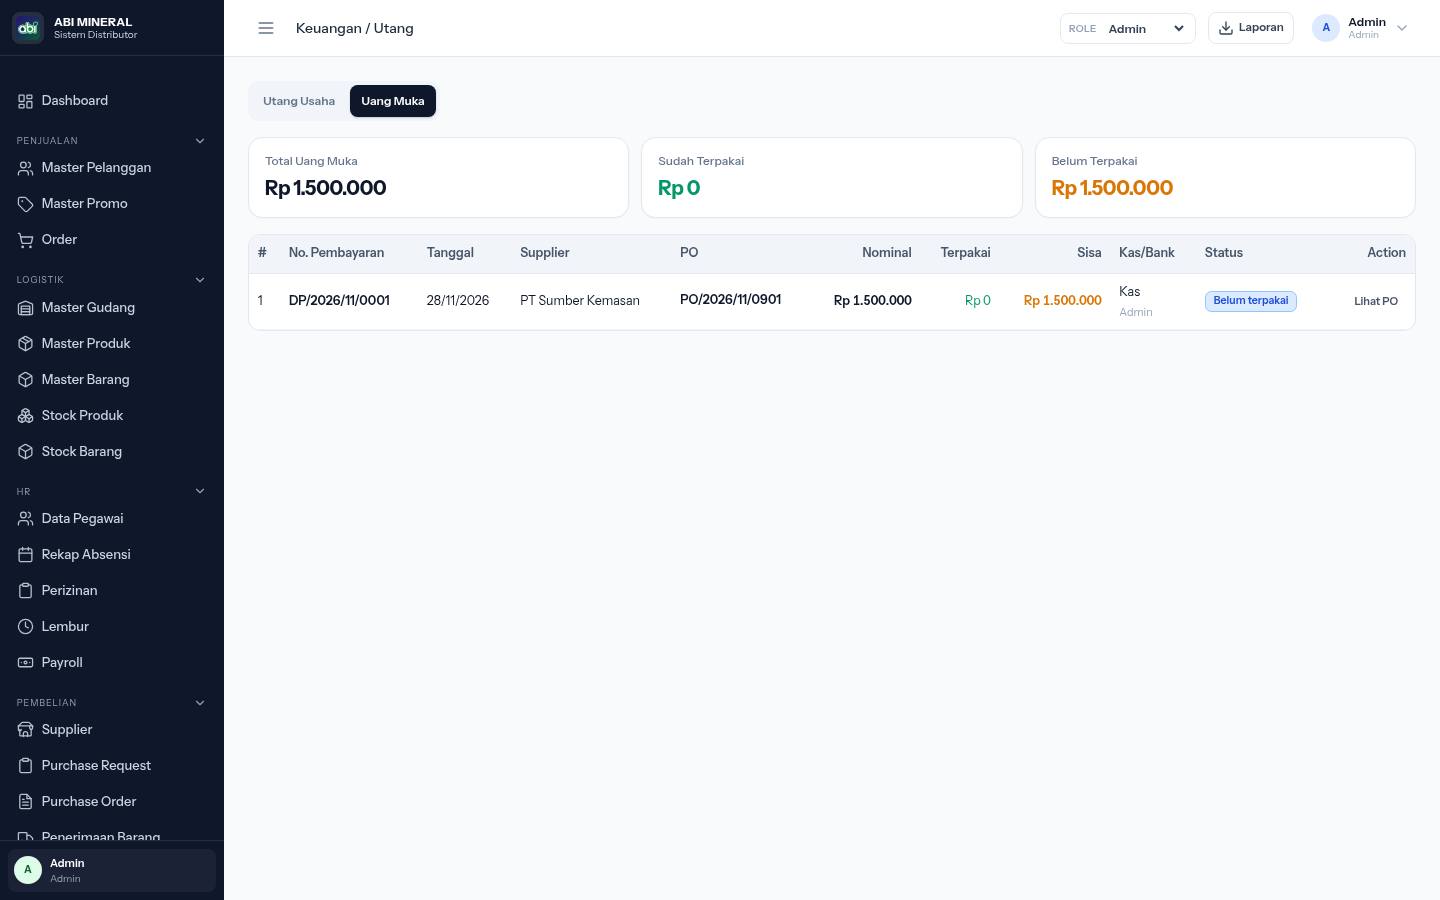 abi
ABI MINERAL
Sistem Distributor
Dashboard
PENJUALAN
Master Pelanggan
Master Promo
Order
LOGISTIK
Master Gudang
Master Produk
Master Barang
Stock Produk
Stock Barang
HR
Data Pegawai
Rekap Absensi
Perizinan
Lembur
Payroll
PEMBELIAN
Supplier
Purchase Request
Purchase Order
Penerimaan Barang
A
Admin
Admin
Keuangan / Utang
ROLE Admin
Laporan
A
Admin
Admin
Utang Usaha
Uang Muka
Total Uang Muka
Rp 1.500.000
Sudah Terpakai
Rp 0
Belum Terpakai
Rp 1.500.000
# No. Pembayaran Tanggal Supplier PO Nominal Terpakai Sisa Kas/Bank Status Action
1 DP/2026/11/0001 28/11/2026 PT Sumber Kemasan PO/2026/11/0901 Rp 1.500.000 Rp 0 Rp 1.500.000 Kas Belum terpakai Lihat PO
Admin